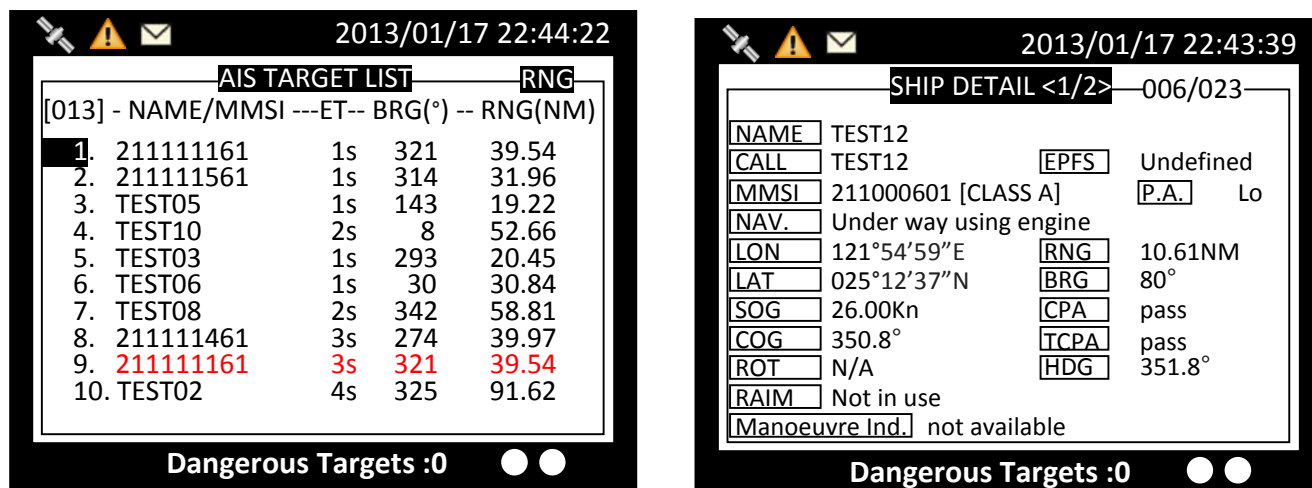 2013/01/17 22:44:22
AIS TARGET LIST RNG
[013] - NAME/MMSI ---ET-- BRG(°) -- RNG(NM)
1. 211111161 1s 321 39.54
2. 211111561 1s 314 31.96
3. TEST05 1s 143 19.22
4. TEST10 2s 8 52.66
5. TEST03 1s 293 20.45
6. TEST06 1s 30 30.84
7. TEST08 2s 342 58.81
8. 211111461 3s 274 39.97
9. 211111161 3s 321 39.54
10. TEST02 4s 325 91.62
Dangerous Targets :0
2013/01/17 22:43:39
SHIP DETAIL <1/2> 006/023
NAME TEST12
CALL TEST12 EPFS Undefined
MMSI 211000601 [CLASS A] P.A. Lo
NAV. Under way using engine
LON 121°54′59″E RNG 10.61NM
LAT 025°12′37″N BRG 80°
SOG 26.00Kn CPA pass
COG 350.8° TCPA pass
ROT N/A HDG 351.8°
RAIM Not in use
Manoeuvre Ind. not available
Dangerous Targets :0